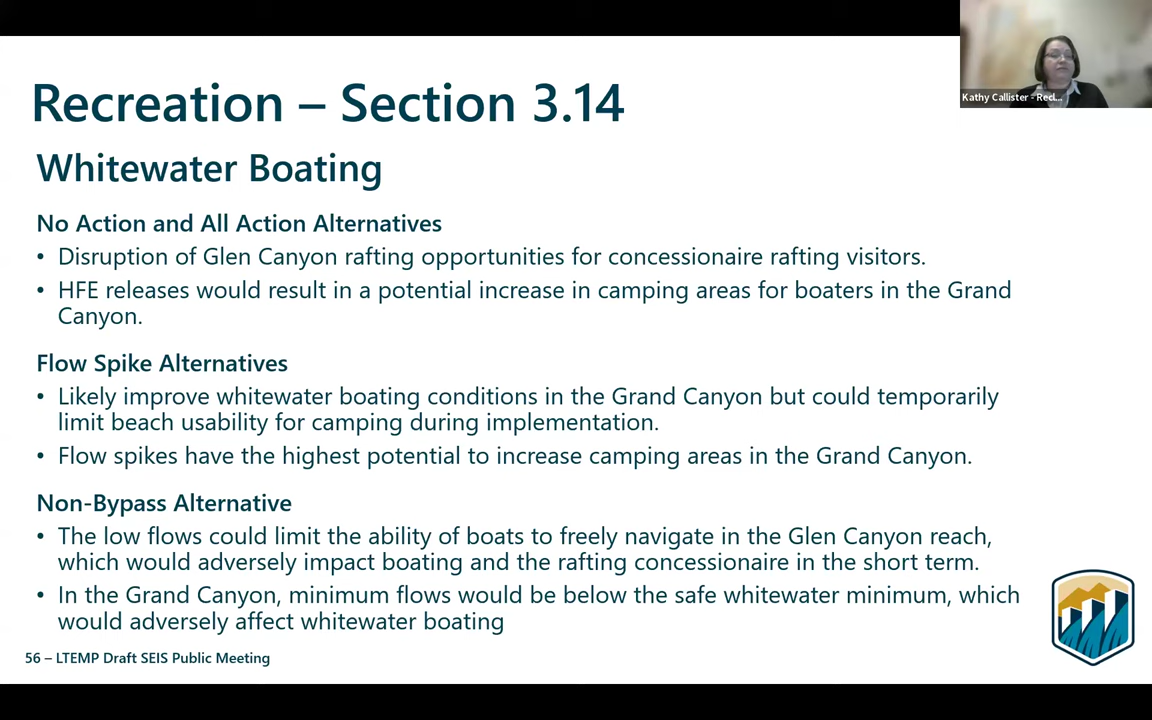 Recreation – Section 3.14
Kathy Callister - Recl...
Whitewater Boating
No Action and All Action Alternatives
• Disruption of Glen Canyon rafting opportunities for concessionaire rafting visitors.
• HFE releases would result in a potential increase in camping areas for boaters in the Grand
Canyon.
Flow Spike Alternatives
• Likely improve whitewater boating conditions in the Grand Canyon but could temporarily
limit beach usability for camping during implementation.
• Flow spikes have the highest potential to increase camping areas in the Grand Canyon.
Non-Bypass Alternative
• The low flows could limit the ability of boats to freely navigate in the Glen Canyon reach,
which would adversely impact boating and the rafting concessionaire in the short term.
• In the Grand Canyon, minimum flows would be below the safe whitewater minimum, which
would adversely affect whitewater boating
56 – LTEMP Draft SEIS Public Meeting